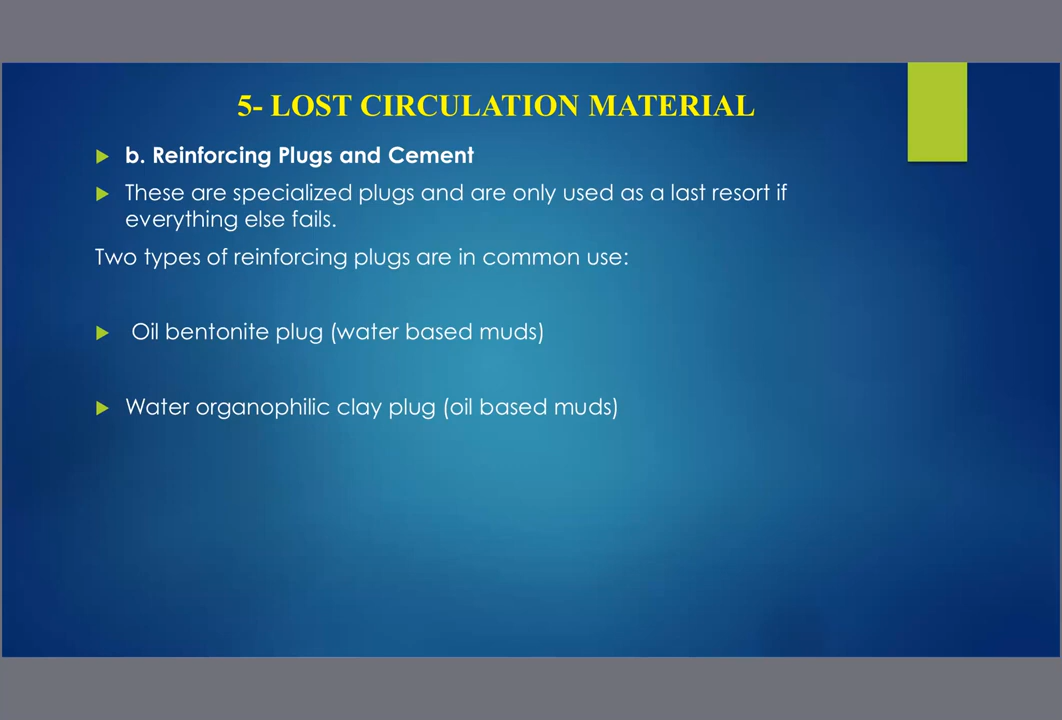 5- LOST CIRCULATION MATERIAL
b. Reinforcing Plugs and Cement
These are specialized plugs and are only used as a last resort if
everything else fails.
Two types of reinforcing plugs are in common use:
Oil bentonite plug (water based muds)
Water organophilic clay plug (oil based muds)